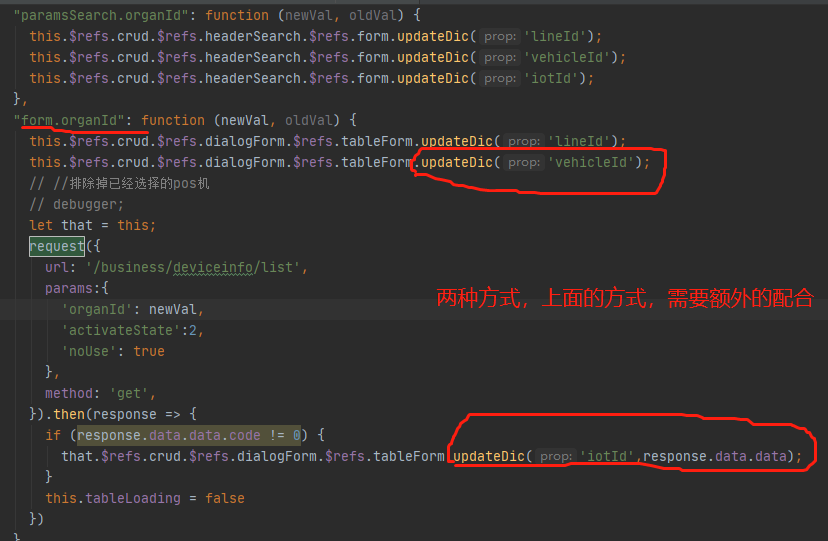 "paramsSearch.organId": function (newVal, oldVal) {
this.$refs.crud.$refs.headerSearch.$refs.form.updateDic( prop: 'lineId');
this.$refs.crud.$refs.headerSearch.$refs.form.updateDic( prop: 'vehicleId');
this.$refs.crud.$refs.headerSearch.$refs.form.updateDic( prop: 'iotId');
},
"form.organId": function (newVal, oldVal) {
this.$refs.crud.$refs.dialogForm.$refs.tableForm.updateDic( prop: 'lineId');
this.$refs.crud.$refs.dialogForm.$refs.tableForm.updateDic( prop: 'vehicleId');
// //排除掉已经选择的pos机
// debugger;
let that = this;
request({
url: '/business/deviceinfo/list',
params:{
两种方式，上面的方式，需要额外的配合
'organId': newVal,
'activateState':2,
'noUse': true
},
method: 'get',
}).then(response => {
if (response.data.data.code != 0) {
that.$refs.crud.$refs.dialogForm.$refs.tableForm.updateDic( prop: 'iotId',response.data.data);
}
this.tableLoading = false
})
}